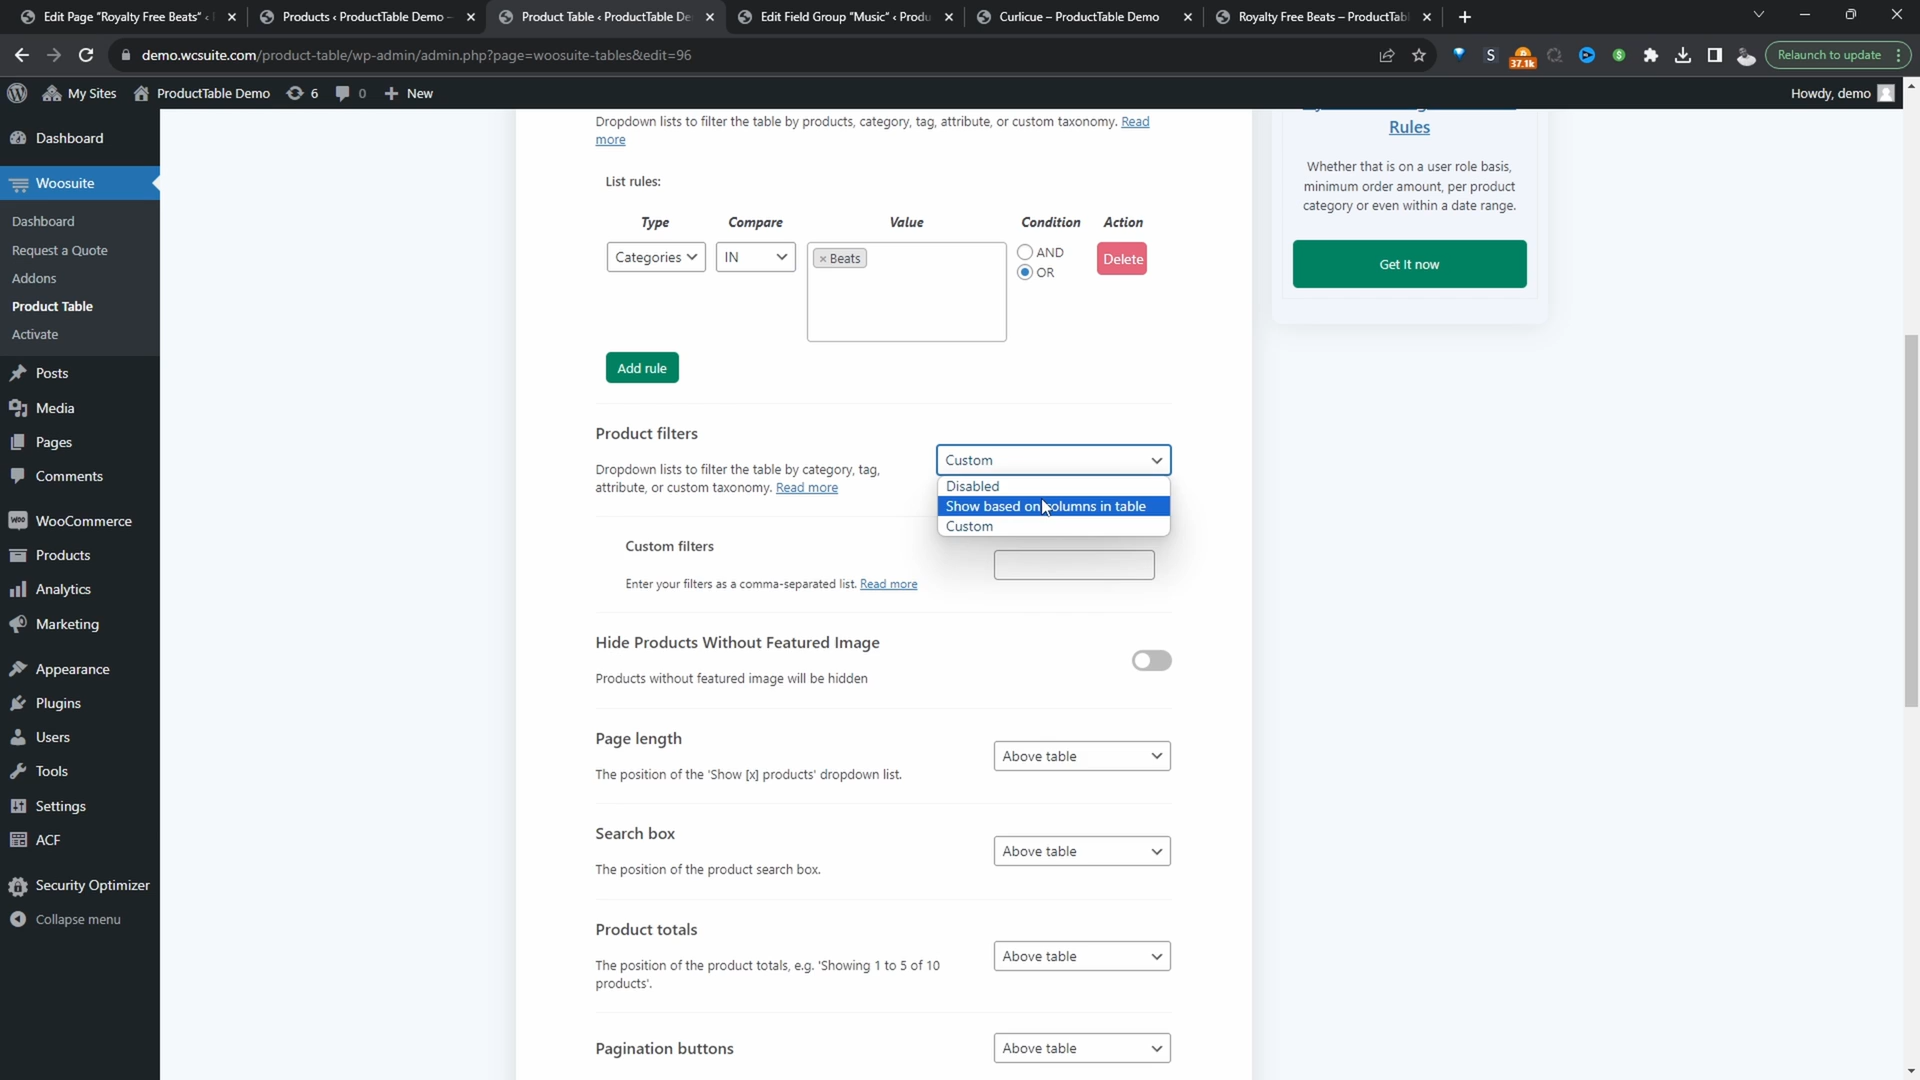 Edit Page "Royalty Free Beats" ‹
Products ‹ ProductTable Demo –
Product Table ‹ ProductTable De
Edit Field Group "Music" ‹ Produ
Curlicue – ProductTable Demo
Royalty Free Beats – ProductTabl
demo.wcsuite.com/product-table/wp-admin/admin.php?page=woosuite-tables&edit=96
37.1k
Relaunch to update
My Sites
ProductTable Demo
6
0
New
Howdy, demo
Dashboard
Woosuite
Dashboard
Request a Quote
Addons
Product Table
Activate
Posts
Media
Pages
Comments
WooCommerce
Products
Analytics
Marketing
Appearance
Plugins
Users
Tools
Settings
ACF
Security Optimizer
Collapse menu
Dropdown lists to filter the table by products, category, tag, attribute, or custom taxonomy. Read
more
List rules:
Type Compare Value Condition Action
Categories IN × Beats AND Delete
OR
Add rule
Product filters
Dropdown lists to filter the table by category, tag,
attribute, or custom taxonomy. Read more
Custom
Disabled
Show based on columns in table
Custom
Custom filters
Enter your filters as a comma-separated list. Read more
Hide Products Without Featured Image
Products without featured image will be hidden
Page length
The position of the 'Show [x] products' dropdown list.
Above table
Search box
The position of the product search box.
Above table
Product totals
The position of the product totals, e.g. 'Showing 1 to 5 of 10
products'.
Above table
Pagination buttons
Above table
Rules
Whether that is on a user role basis,
minimum order amount, per product
category or even within a date range.
Get It now